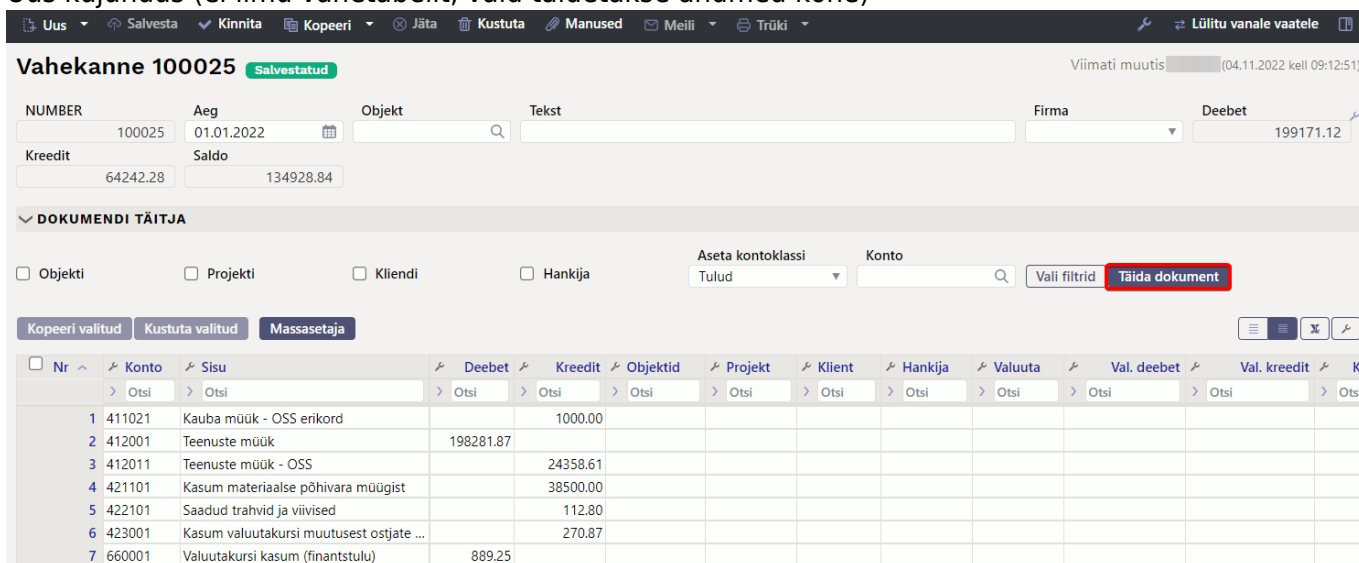 Uus Salvesta Kinnita Kopeeri Jäta Kustuta Manused Meili Trüki Lülitu vanale vaatele
Vahekanne 100025 Salvestatud Viimati muutis (04.11.2022 kell 09:12:51)
NUMBER Aeg Objekt Tekst Firma Deebet
100025 01.01.2022 199171.12
Kreedit Saldo
64242.28 134928.84
DOKUMENDI TÄITJA
Aseta kontoklassi Konto
Objekti Projekti Kliendi Hankija Tulud Vali filtrid Täida dokument
Kopeeri valitud Kustuta valitud Massasetaja
Nr Konto Sisu Deebet Kreedit Objektid Projekt Klient Hankija Valuuta Val. deebet Val. kreedit K
Otsi Otsi Otsi Otsi Otsi Otsi Otsi Otsi Otsi Otsi Otsi Ots
1 411021 Kauba müük - OSS erikord 1000.00
2 412001 Teenuste müük 198281.87
3 412011 Teenuste müük - OSS 24358.61
4 421101 Kasum materiaalse põhivara müügist 38500.00
5 422101 Saadud trahvid ja viivised 112.80
6 423001 Kasum valuutakursi muutusest ostjate ... 270.87
7 660001 Valuutakursi kasum (finantstulu) 889.25